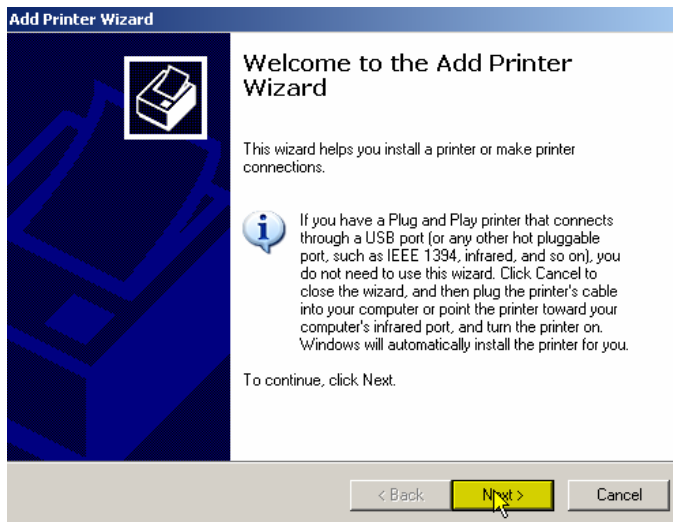 Add Printer Wizard
Welcome to the Add Printer
Wizard
This wizard helps you install a printer or make printer
connections.
If you have a Plug and Play printer that connects
through a USB port (or any other hot pluggable
port, such as IEEE 1394, infrared, and so on), you
do not need to use this wizard. Click Cancel to
close the wizard, and then plug the printer's cable
into your computer or point the printer toward your
computer's infrared port, and turn the printer on.
Windows will automatically install the printer for you.
To continue, click Next.
< Back Next > Cancel